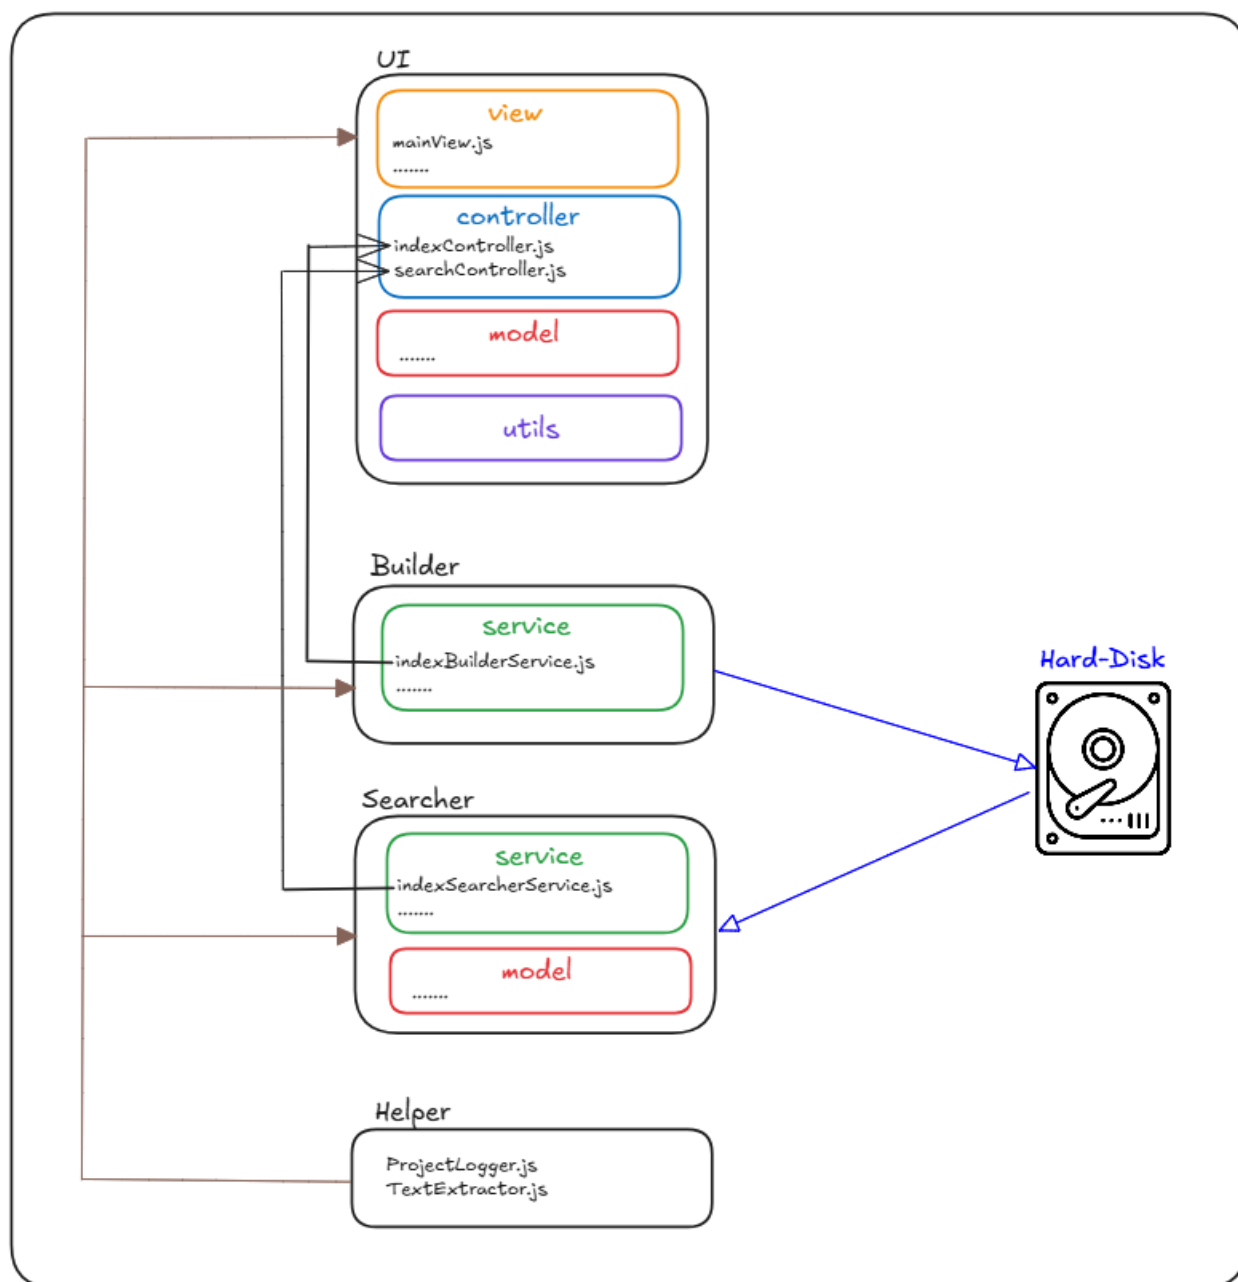 UI
view
mainView.js
.......
controller
indexController.js
searchController.js
model
.......
utils
Builder
service
indexBuilderService.js
.......
Hard-Disk
Searcher
service
indexSearcherService.js
.......
model
.......
Helper
ProjectLogger.js
TextExtractor.js